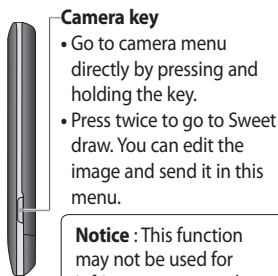 Camera key
• Go to camera menu
directly by pressing and
holding the key.
• Press twice to go to Sweet
draw. You can edit the
image and send it in this
menu.
Notice : This function
may not be used for